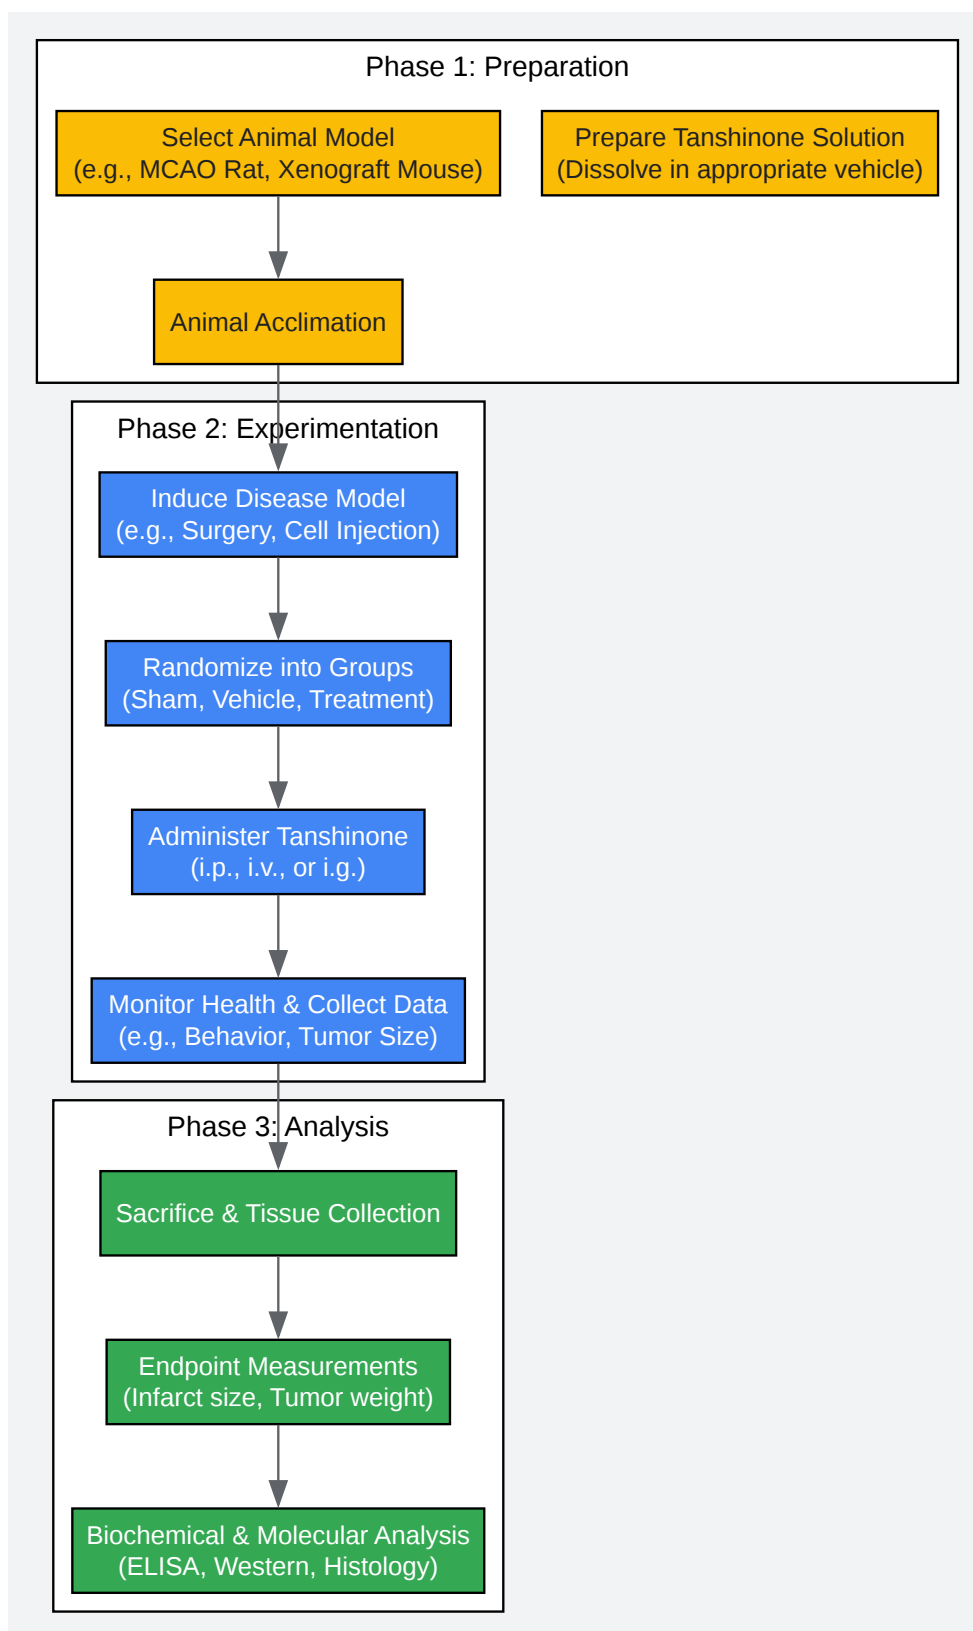 Phase 1: Preparation
Select Animal Model
(e.g., MCAO Rat, Xenograft Mouse)
Prepare Tanshinone Solution
(Dissolve in appropriate vehicle)
Animal Acclimation
Phase 2: Experimentation
Induce Disease Model
(e.g., Surgery, Cell Injection)
Randomize into Groups
(Sham, Vehicle, Treatment)
Administer Tanshinone
(i.p., i.v., or i.g.)
Monitor Health & Collect Data
(e.g., Behavior, Tumor Size)
Phase 3: Analysis
Sacrifice & Tissue Collection
Endpoint Measurements
(Infarct size, Tumor weight)
Biochemical & Molecular Analysis
(ELISA, Western, Histology)